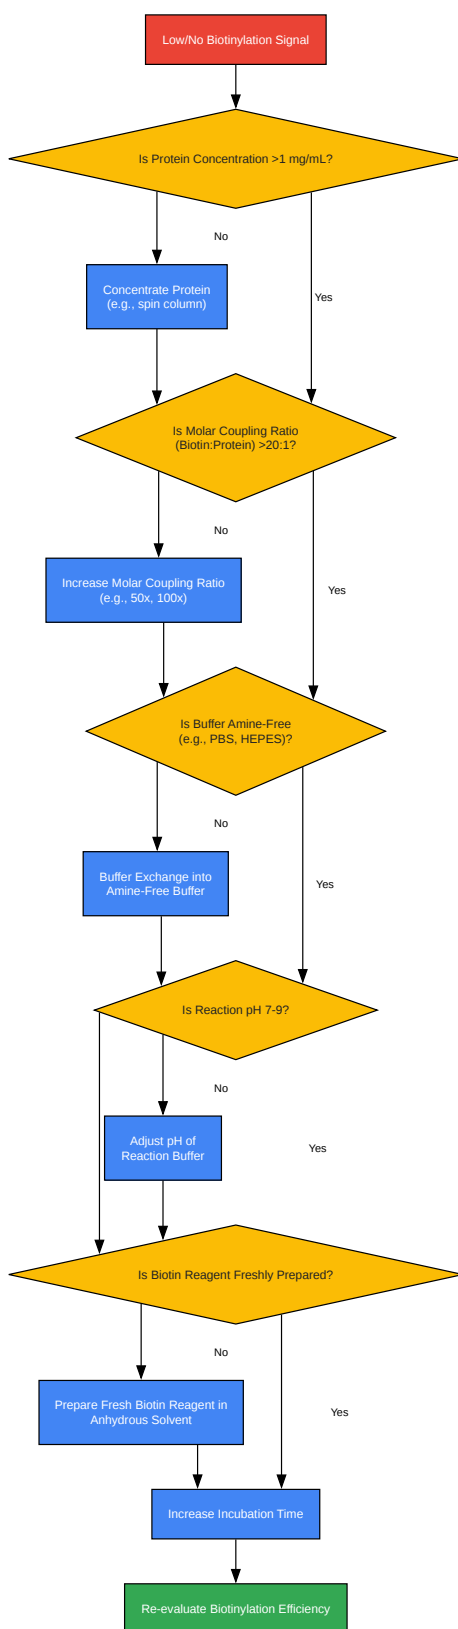 Low/No Biotinylation Signal
Is Protein Concentration >1 mg/mL?
No
Concentrate Protein
(e.g., spin column)
Yes
Is Molar Coupling Ratio
(Biotin:Protein) >20:1?
No
Increase Molar Coupling Ratio
(e.g., 50x, 100x)
Yes
Is Buffer Amine-Free
(e.g., PBS, HEPES)?
No
Buffer Exchange into
Amine-Free Buffer
Yes
Is Reaction pH 7-9?
No
Adjust pH of
Reaction Buffer
Yes
Is Biotin Reagent Freshly Prepared?
No
Prepare Fresh Biotin Reagent in
Anhydrous Solvent
Yes
Increase Incubation Time
Re-evaluate Biotinylation Efficiency